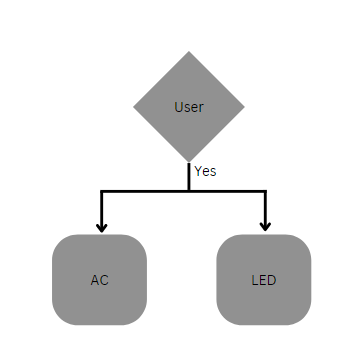 User
Yes
AC
LED